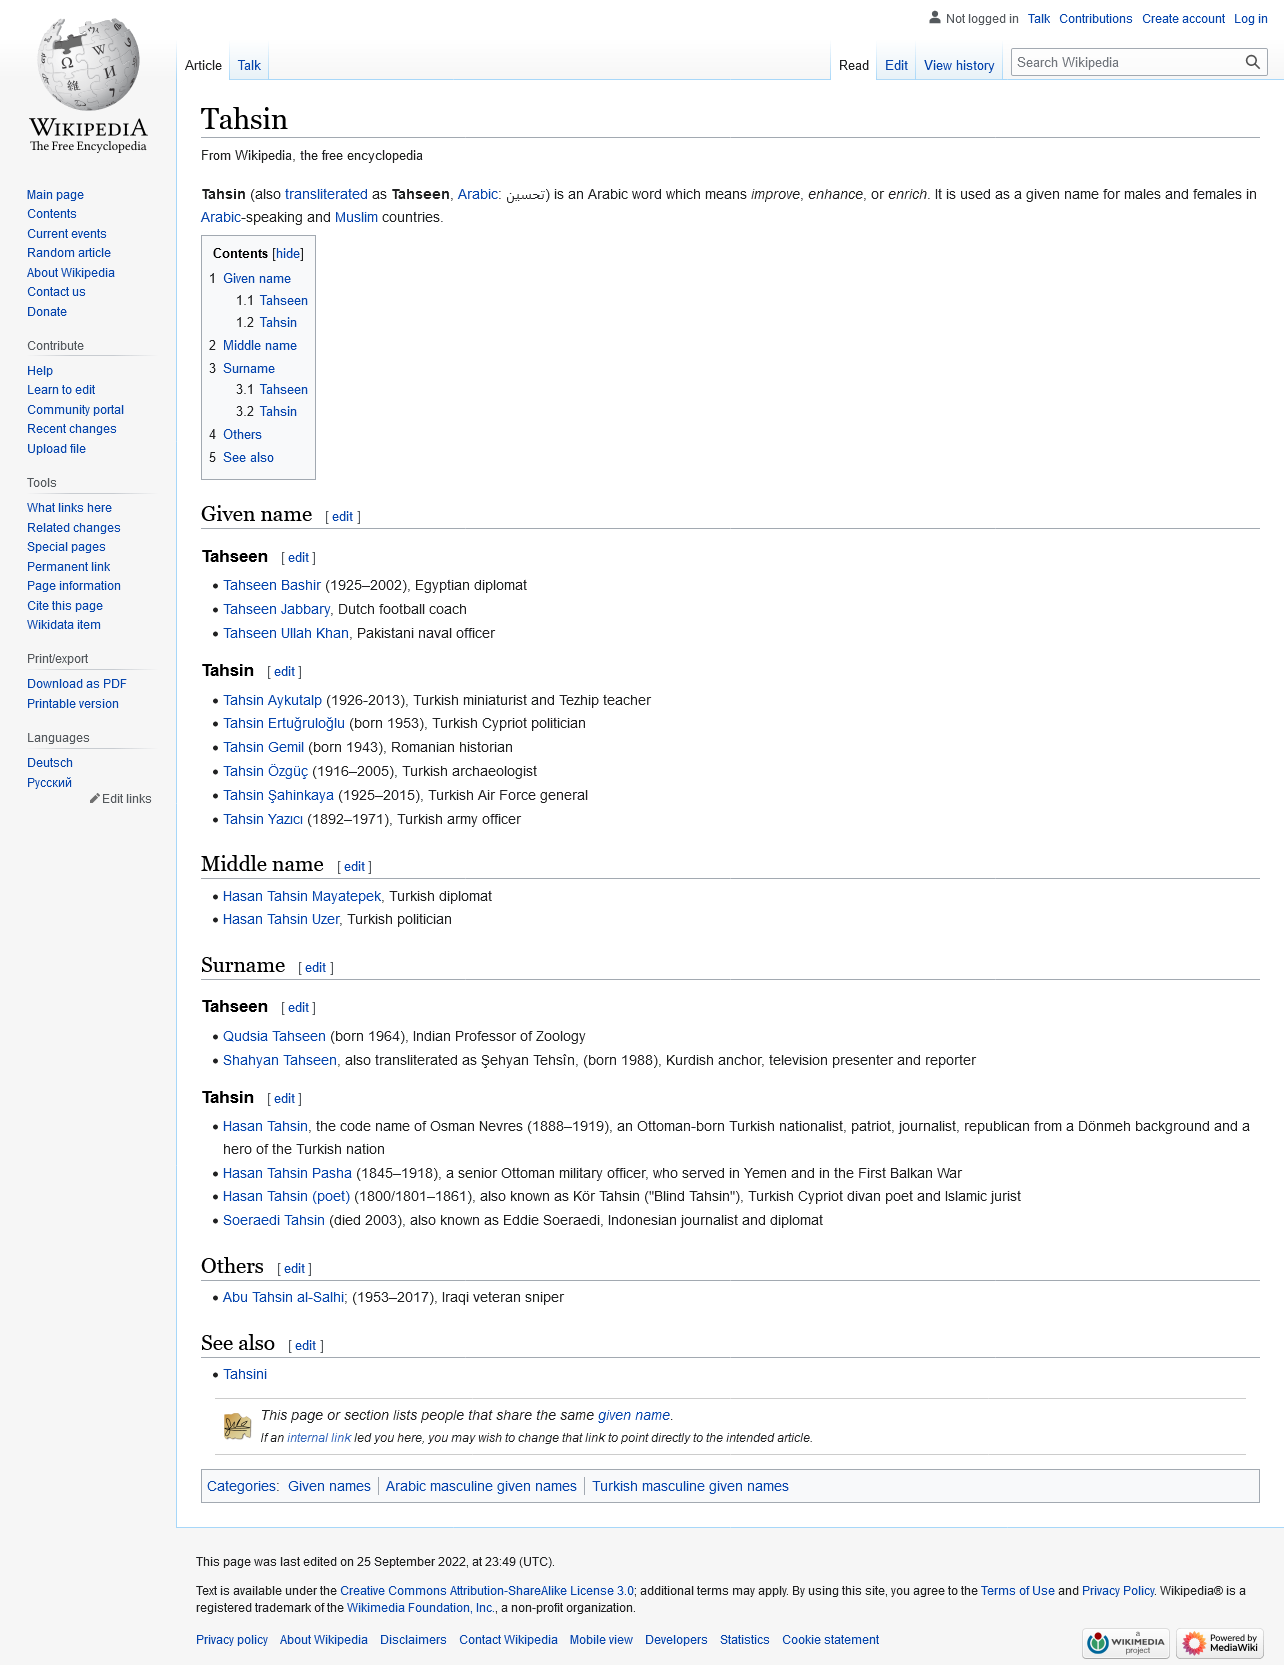 Not logged in Talk Contributions Create account Log in
Article Talk Read Edit View history Search Wikipedia
WIKIPEDIA
The Free Encyclopedia
Main page
Contents
Current events
Random article
About Wikipedia
Contact us
Donate
Contribute
Help
Learn to edit
Community portal
Recent changes
Upload file
Tools
What links here
Related changes
Special pages
Permanent link
Page information
Cite this page
Wikidata item
Print/export
Download as PDF
Printable version
Languages
Deutsch
Русский
Edit links
Tahsin
From Wikipedia, the free encyclopedia
Tahsin (also transliterated as Tahseen, Arabic: تحسين) is an Arabic word which means improve, enhance, or enrich. It is used as a given name for males and females in
Arabic-speaking and Muslim countries.
Contents [hide]
1 Given name
1.1 Tahseen
1.2 Tahsin
2 Middle name
3 Surname
3.1 Tahseen
3.2 Tahsin
4 Others
5 See also
Given name [ edit ]
Tahseen [ edit ]
• Tahseen Bashir (1925–2002), Egyptian diplomat
• Tahseen Jabbary, Dutch football coach
• Tahseen Ullah Khan, Pakistani naval officer
Tahsin [ edit ]
• Tahsin Aykutalp (1926-2013), Turkish miniaturist and Tezhip teacher
• Tahsin Ertuğruloğlu (born 1953), Turkish Cypriot politician
• Tahsin Gemil (born 1943), Romanian historian
• Tahsin Özgüç (1916–2005), Turkish archaeologist
• Tahsin Şahinkaya (1925–2015), Turkish Air Force general
• Tahsin Yazıcı (1892–1971), Turkish army officer
Middle name [ edit ]
• Hasan Tahsin Mayatepek, Turkish diplomat
• Hasan Tahsin Uzer, Turkish politician
Surname [ edit ]
Tahseen [ edit ]
• Qudsia Tahseen (born 1964), Indian Professor of Zoology
• Shahyan Tahseen, also transliterated as Şehyan Tehsîn, (born 1988), Kurdish anchor, television presenter and reporter
Tahsin [ edit ]
• Hasan Tahsin, the code name of Osman Nevres (1888–1919), an Ottoman-born Turkish nationalist, patriot, journalist, republican from a Dönmeh background and a
hero of the Turkish nation
• Hasan Tahsin Pasha (1845–1918), a senior Ottoman military officer, who served in Yemen and in the First Balkan War
• Hasan Tahsin (poet) (1800/1801–1861), also known as Kör Tahsin ("Blind Tahsin"), Turkish Cypriot divan poet and Islamic jurist
• Soeraedi Tahsin (died 2003), also known as Eddie Soeraedi, Indonesian journalist and diplomat
Others [ edit ]
• Abu Tahsin al-Salhi; (1953–2017), Iraqi veteran sniper
See also [ edit ]
• Tahsini
This page or section lists people that share the same given name.
If an internal link led you here, you may wish to change that link to point directly to the intended article.
Categories: Given names Arabic masculine given names Turkish masculine given names
This page was last edited on 25 September 2022, at 23:49 (UTC).
Text is available under the Creative Commons Attribution-ShareAlike License 3.0; additional terms may apply. By using this site, you agree to the Terms of Use and Privacy Policy. Wikipedia® is a
registered trademark of the Wikimedia Foundation, Inc., a non-profit organization.
Privacy policy About Wikipedia Disclaimers Contact Wikipedia Mobile view Developers Statistics Cookie statement
a WIKIMEDIA project
Powered by MediaWiki